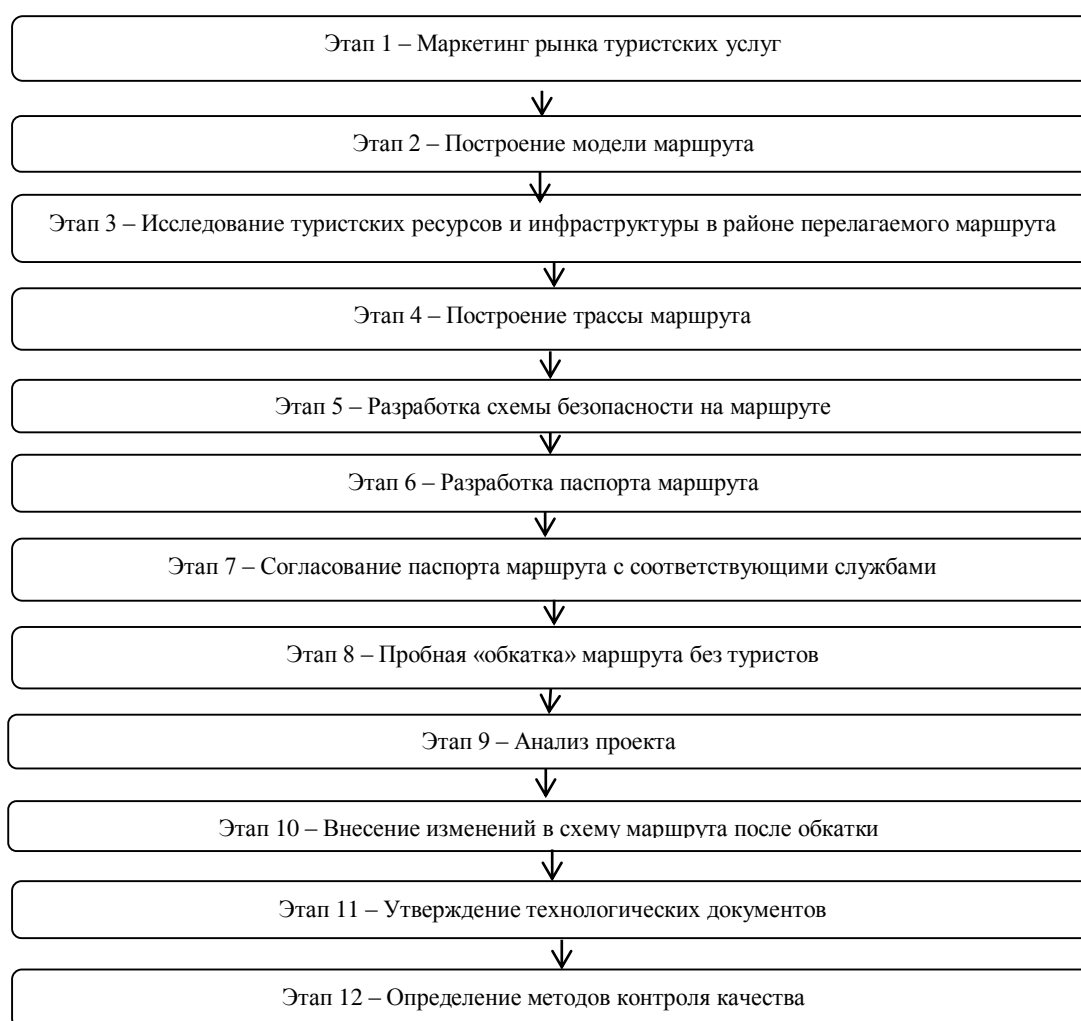 Этап 1 – Маркетинг рынка туристских услуг
Этап 2 – Построение модели маршрута
Этап 3 – Исследование туристских ресурсов и инфраструктуры в районе перелагаемого маршрута
Этап 4 – Построение трассы маршрута
Этап 5 – Разработка схемы безопасности на маршруте
Этап 6 – Разработка паспорта маршрута
Этап 7 – Согласование паспорта маршрута с соответствующими службами
Этап 8 – Пробная «обкатка» маршрута без туристов
Этап 9 – Анализ проекта
Этап 10 – Внесение изменений в схему маршрута после обкатки
Этап 11 – Утверждение технологических документов
Этап 12 – Определение методов контроля качества